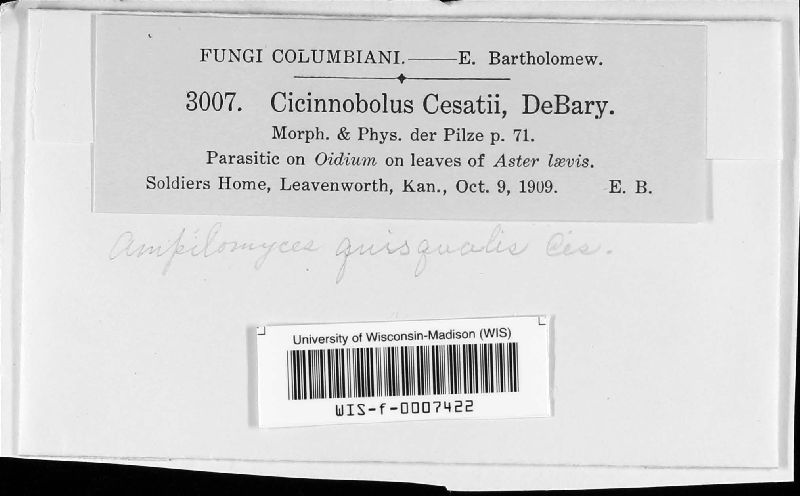 FUNGI COLUMBIANI.——E. Bartholomew.
3007. Cicinnobolus Cesatii, DeBary.
Morph. & Phys. der Pilze p. 71.
Parasitic on Oidium on leaves of Aster lævis.
Soldiers Home, Leavenworth, Kan., Oct. 9, 1909. E. B.
Ampilomyces quisqualis Ces.
University of Wisconsin-Madison (WIS)
WIS-f-0007422